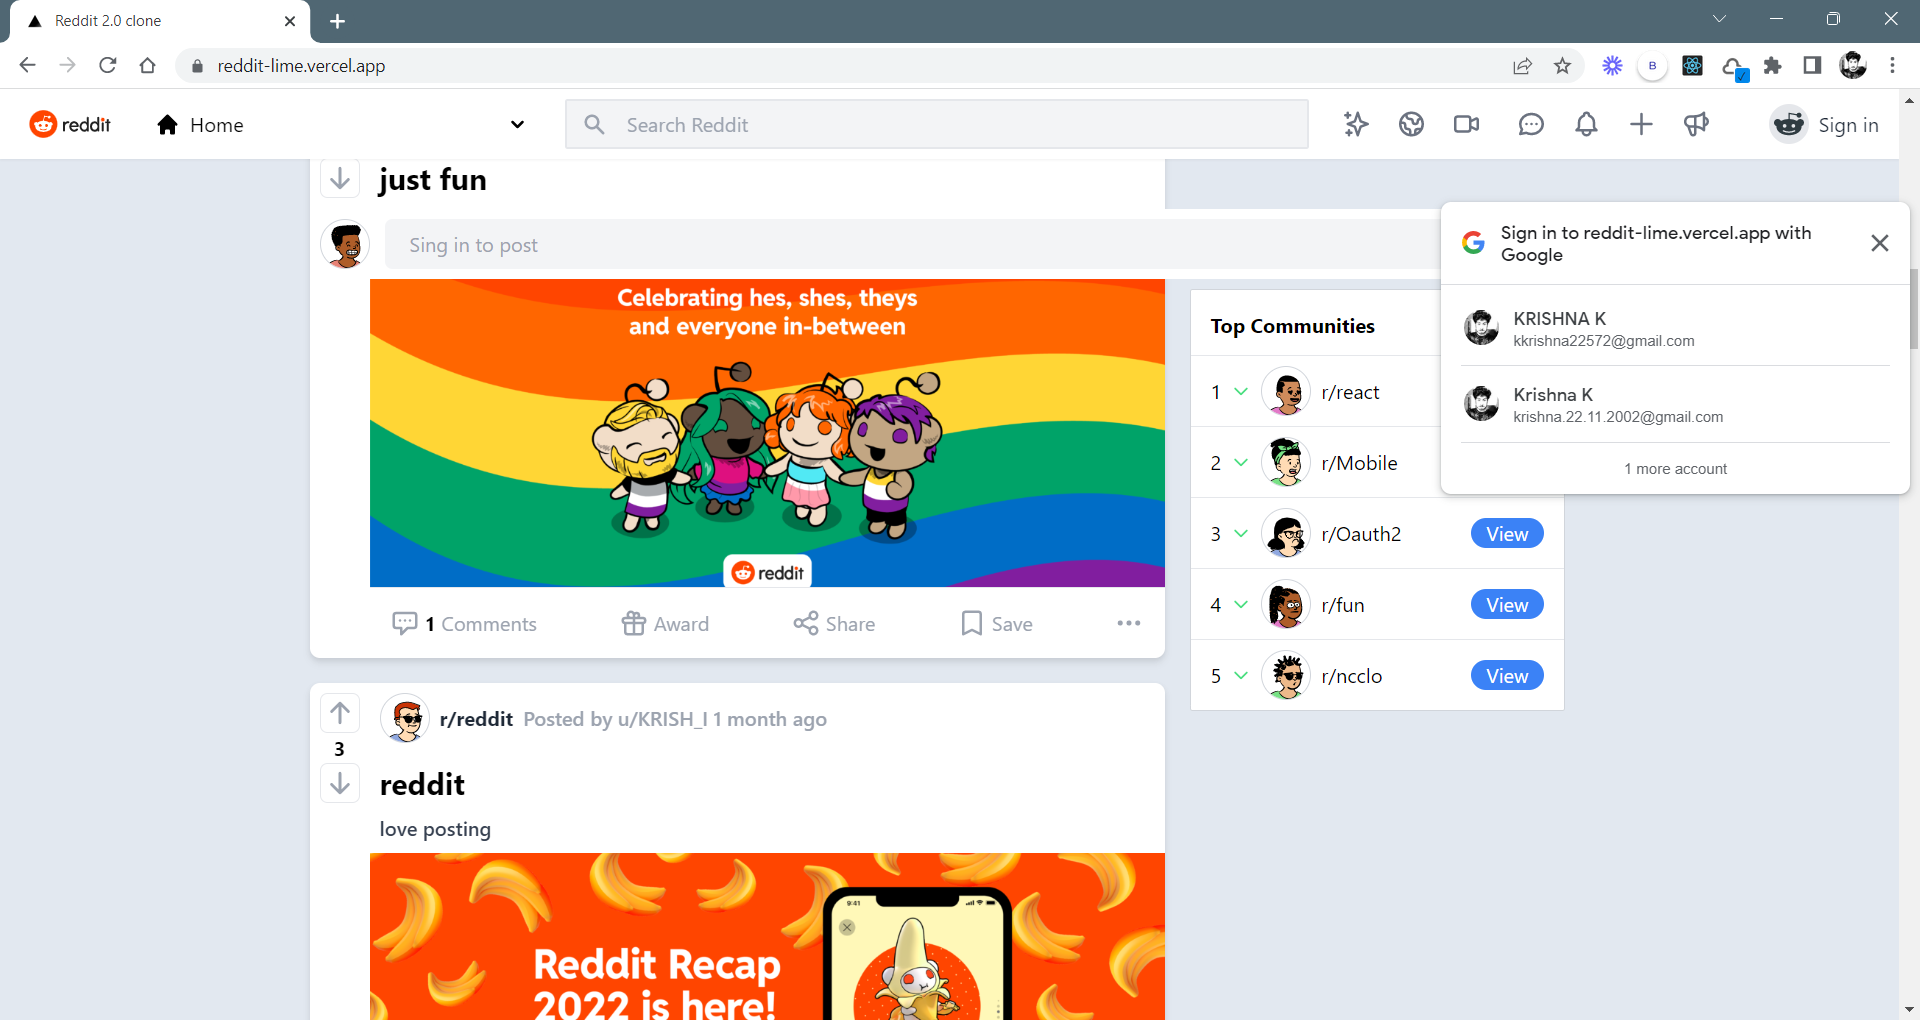 Reddit 2.0 clone
reddit-lime.vercel.app
B
reddit
Home
Search Reddit
Sign in
just fun
Sing in to post
Celebrating hes, shes, theys
and everyone in-between
reddit
1 Comments
Award
Share
Save
r/reddit Posted by u/KRISH_I 1 month ago
3
reddit
love posting
9:41
Reddit Recap
2022 is here!
Top Communities
1 r/react
2 r/Mobile
3 r/Oauth2 View
4 r/fun View
5 r/ncclo View
Sign in to reddit-lime.vercel.app with
Google
KRISHNA K
kkrishna22572@gmail.com
Krishna K
krishna.22.11.2002@gmail.com
1 more account